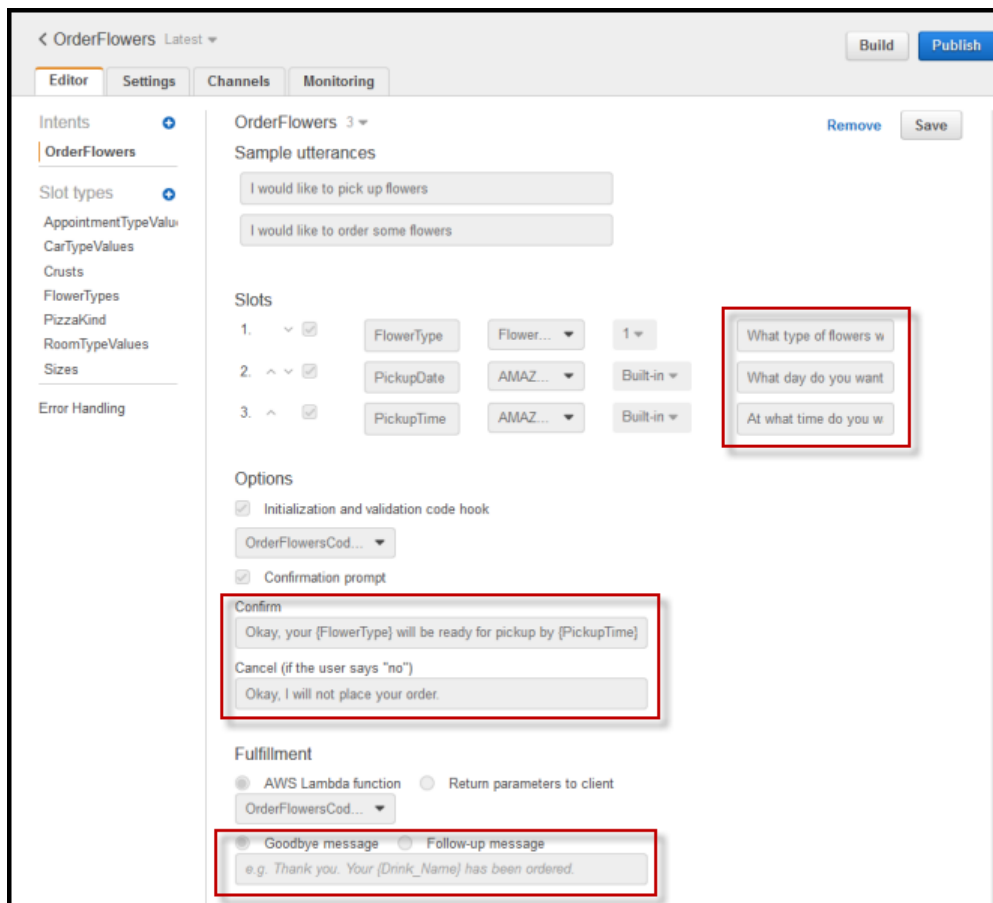 < OrderFlowers Latest
Build Publish
Editor Settings Channels Monitoring
Intents
OrderFlowers
Slot types
AppointmentTypeValu
CarTypeValues
Crusts
FlowerTypes
PizzaKind
RoomTypeValues
Sizes
Error Handling
OrderFlowers 3
Remove Save
Sample utterances
I would like to pick up flowers
I would like to order some flowers
Slots
1. FlowerType Flower... 1 What type of flowers w
2. PickupDate AMAZ... Built-in What day do you want
3. PickupTime AMAZ... Built-in At what time do you w
Options
Initialization and validation code hook
OrderFlowersCod...
Confirmation prompt
Confirm
Okay, your {FlowerType} will be ready for pickup by {PickupTime}
Cancel (if the user says "no")
Okay, I will not place your order.
Fulfillment
AWS Lambda function Return parameters to client
OrderFlowersCod...
Goodbye message Follow-up message
e.g. Thank you. Your {Drink_Name} has been ordered.